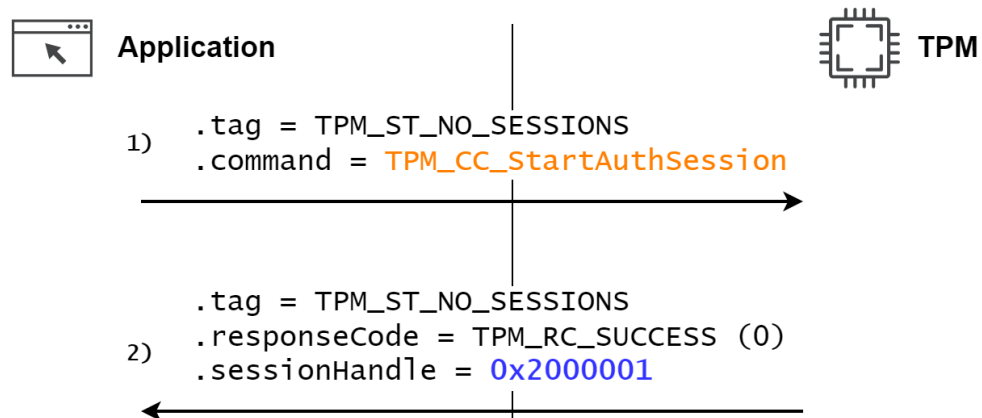 Application
TPM
1)
.tag = TPM_ST_NO_SESSIONS
.command = TPM_CC_StartAuthSession
2)
.tag = TPM_ST_NO_SESSIONS
.responseCode = TPM_RC_SUCCESS (0)
.sessionHandle = 0x2000001